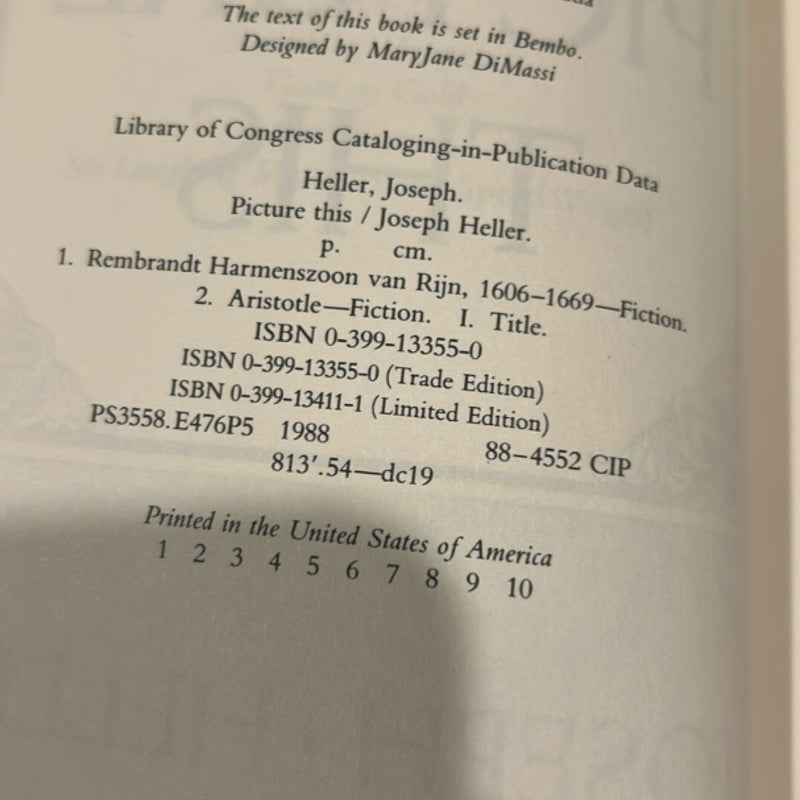 The text of this book is set in Bembo.
Designed by MaryJane DiMassi
Library of Congress Cataloging-in-Publication Data
Heller, Joseph.
Picture this / Joseph Heller.
p. cm.
1. Rembrandt Harmenszoon van Rijn, 1606–1669—Fiction.
2. Aristotle—Fiction. I. Title.
ISBN 0-399-13355-0
ISBN 0-399-13355-0 (Trade Edition)
ISBN 0-399-13411-1 (Limited Edition)
PS3558.E476P5 1988 88–4552 CIP
813′.54—dc19
Printed in the United States of America
1 2 3 4 5 6 7 8 9 10